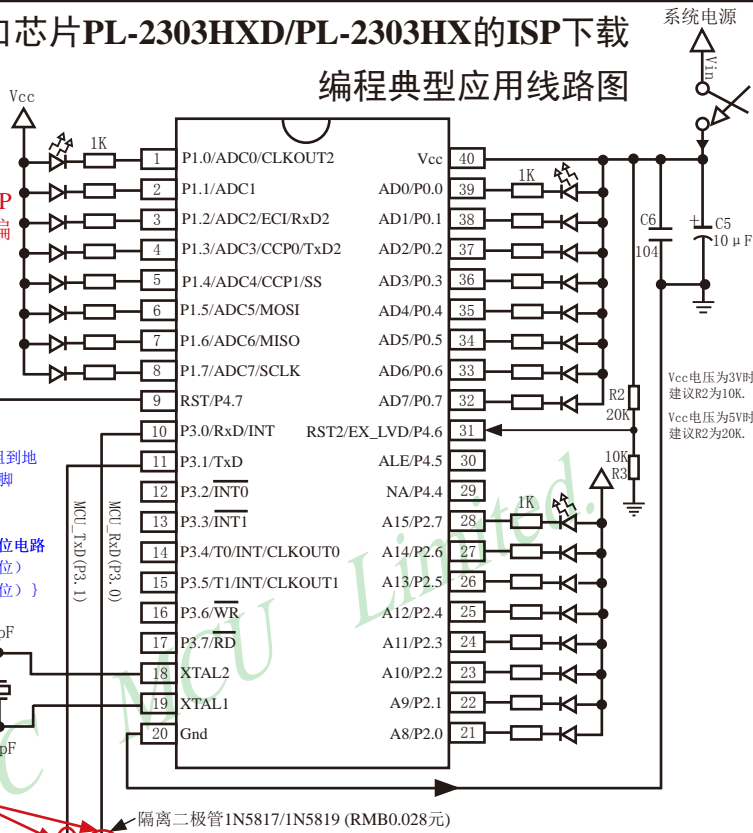 口芯片PL-2303HXD/PL-2303HX的ISP下载
编程典型应用线路图
系统电源
Vin
Vcc
1K
P
编
1 P1.0/ADC0/CLKOUT2
2 P1.1/ADC1
3 P1.2/ADC2/ECI/RxD2
4 P1.3/ADC3/CCP0/TxD2
5 P1.4/ADC4/CCP1/SS
6 P1.5/ADC5/MOSI
7 P1.6/ADC6/MISO
8 P1.7/ADC7/SCLK
9 RST/P4.7
10 P3.0/RxD/INT
11 P3.1/TxD
12 P3.2/INT0
13 P3.3/INT1
14 P3.4/T0/INT/CLKOUT0
15 P3.5/T1/INT/CLKOUT1
16 P3.6/WR
17 P3.7/RD
18 XTAL2
19 XTAL1
20 Gnd
Vcc 40
AD0/P0.0 39
AD1/P0.1 38
AD2/P0.2 37
AD3/P0.3 36
AD4/P0.4 35
AD5/P0.5 34
AD6/P0.6 33
AD7/P0.7 32
RST2/EX_LVD/P4.6 31
ALE/P4.5 30
NA/P4.4 29
A15/P2.7 28
A14/P2.6 27
A13/P2.5 26
A12/P2.4 25
A11/P2.3 24
A10/P2.2 23
A9/P2.1 22
A8/P2.0 21
1K
1K
C6
104
+
C5
10μF
R2
20K
10K
R3
Vcc电压为3V时
建议R2为10K.
Vcc电压为5V时
建议R2为20K.
到地
脚
位电路
位）
位）}
MCU_TxD(P3.1)
MCU_RxD(P3.0)
pF
pF
C MCU Limited.
隔离二极管1N5817/1N5819 (RMB0.028元)